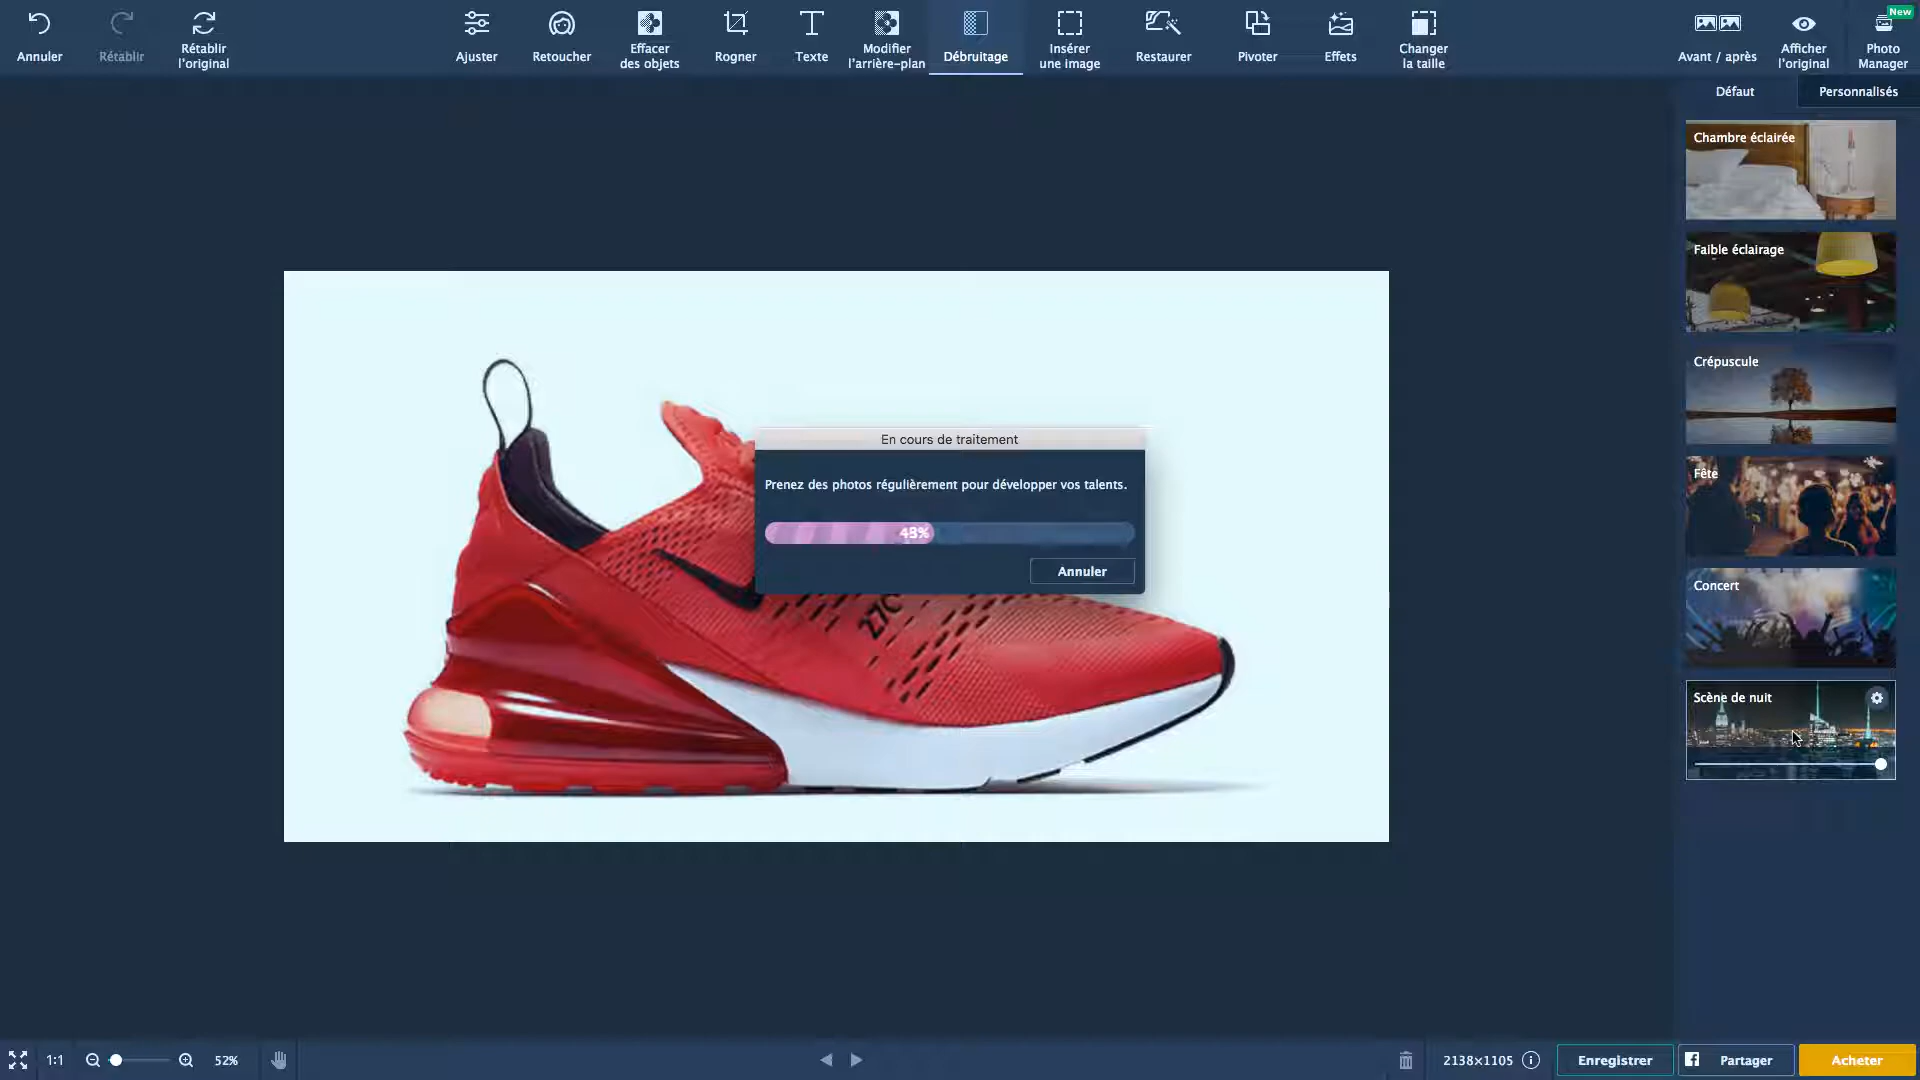 Annuler
Rétablir
Rétablir
l'original
Ajuster
Retoucher
Effacer
des objets
Rogner
Texte
Modifier
l'arrière-plan
Débruitage
Insérer
une image
Restaurer
Pivoter
Effets
Changer
la taille
Avant / après
Afficher
l'original
New
Photo
Manager
Défaut
Personnalisés
Chambre éclairée
Faible éclairage
Crépuscule
Fête
Concert
Scène de nuit
En cours de traitement
Prenez des photos régulièrement pour développer vos talents.
Annuler
1:1
52%
2138×1105
Enregistrer
Partager
Acheter